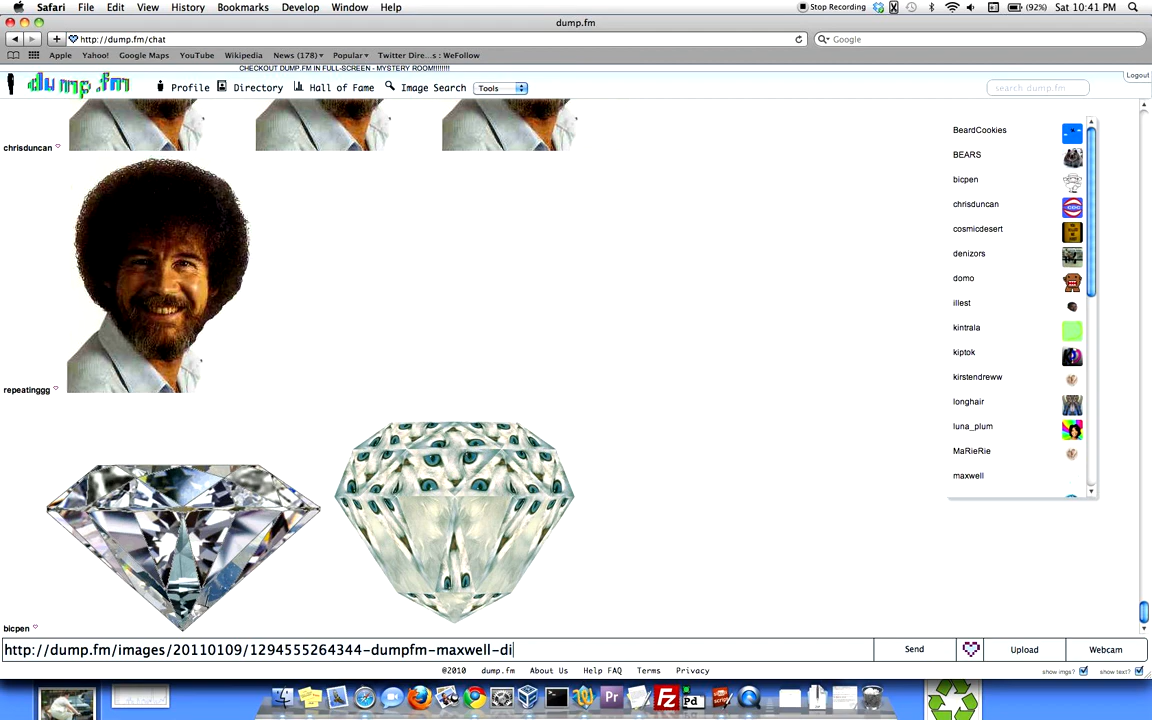 Safari File Edit View History Bookmarks Develop Window Help Stop Recording (92%) Sat 10:41 PM
dump.fm
http://dump.fm/chat Google
Apple Yahoo! Google Maps YouTube Wikipedia News (178) Popular Twitter Dire...s : WeFollow
CHECKOUT DUMP.FM IN FULL-SCREEN - MYSTERY ROOM!!!!!!!!
Logout
dump.fm Profile Directory Hall of Fame Image Search Tools search dump.fm
chrisduncan
BeardCookies
BEARS
bicpen
chrisduncan
cosmicdesert
denizors
domo
illest
kintrala
kiptok
kirstendreww
longhair
luna_plum
MaRieRie
maxwell
repeatinggg
bicpen
http://dump.fm/images/20110109/1294555264344-dumpfm-maxwell-di Send Upload Webcam
©2010 dump.fm About Us Help FAQ Terms Privacy show imgs? show text?
Pr Fz Pd